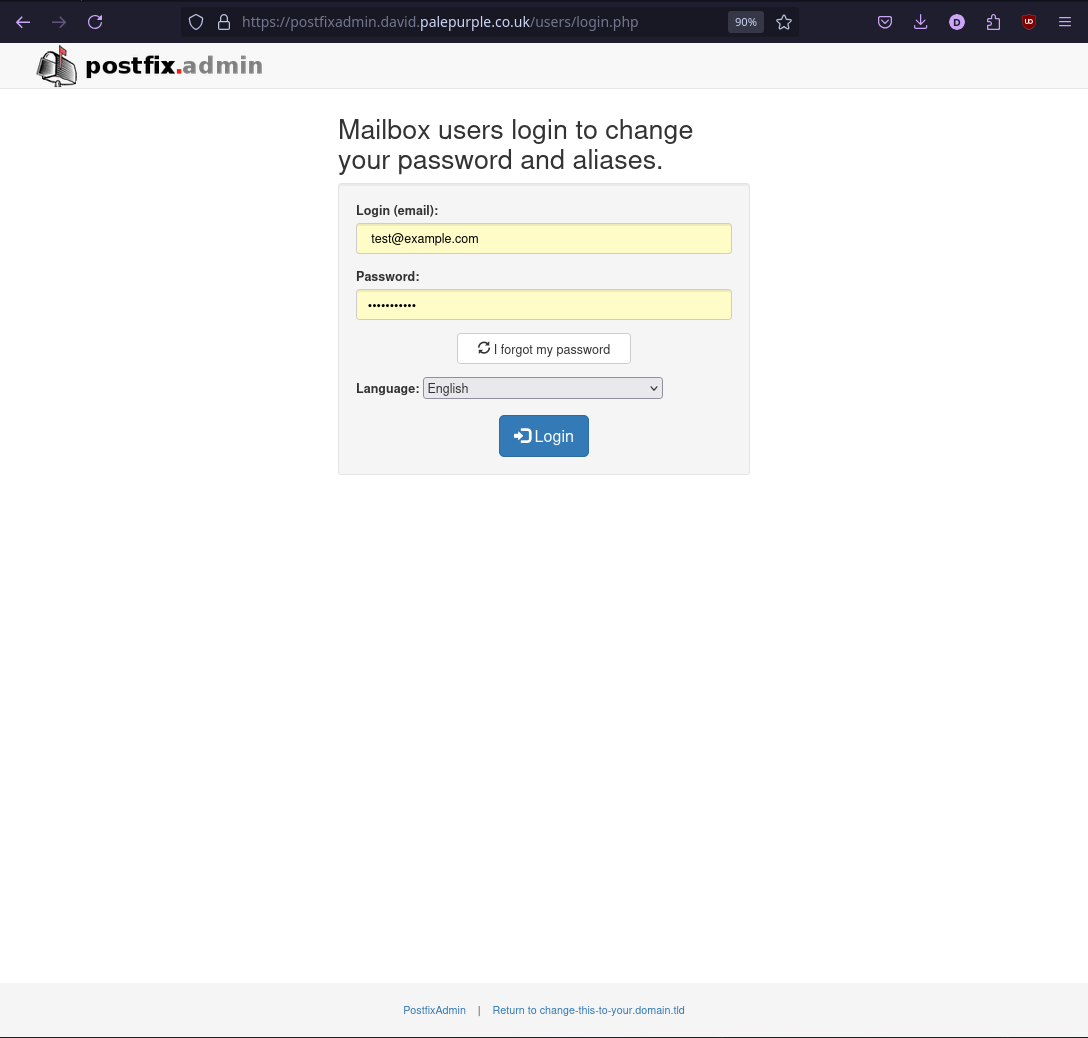 https://postfixadmin.david.palepurple.co.uk/users/login.php
90%
D
UD
postfix.admin
Mailbox users login to change
your password and aliases.
Login (email):
test@example.com
Password:
•••••••••••
I forgot my password
Language: English
Login
PostfixAdmin | Return to change-this-to-your.domain.tld